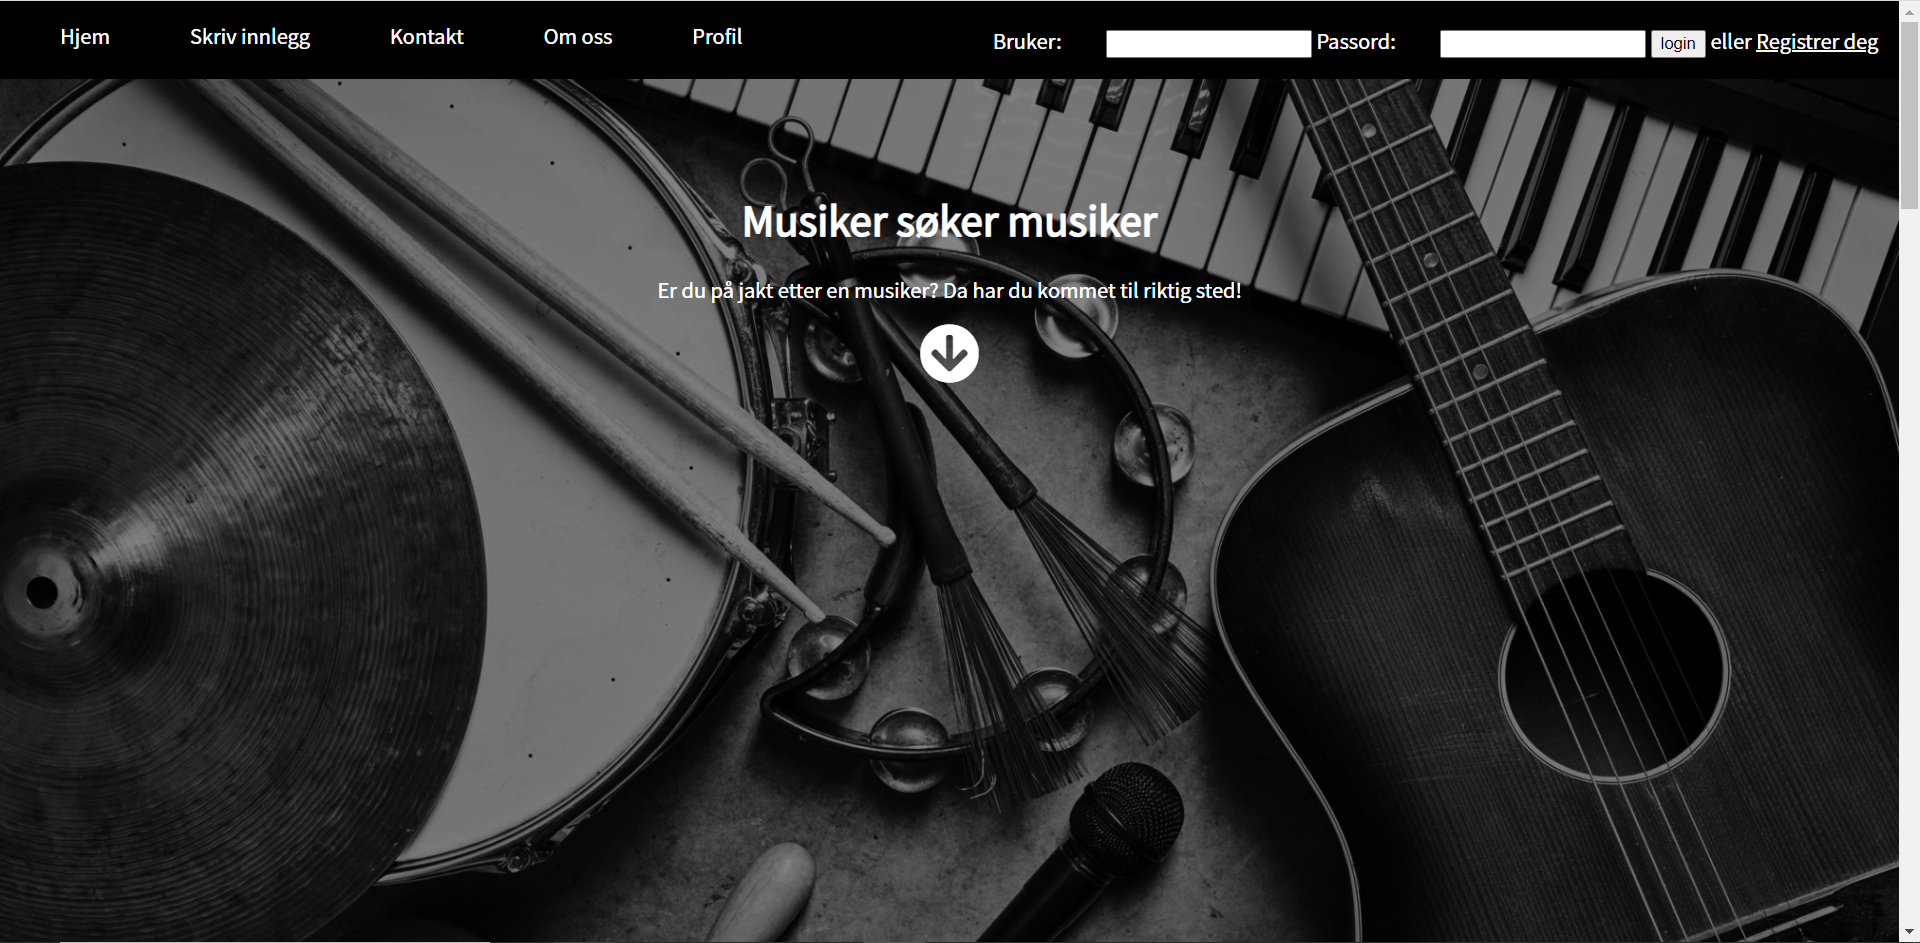 Hjem Skriv innlegg Kontakt Om oss Profil Bruker: Passord: login eller Registrer deg
Musiker søker musiker
Er du på jakt etter en musiker? Da har du kommet til riktig sted!